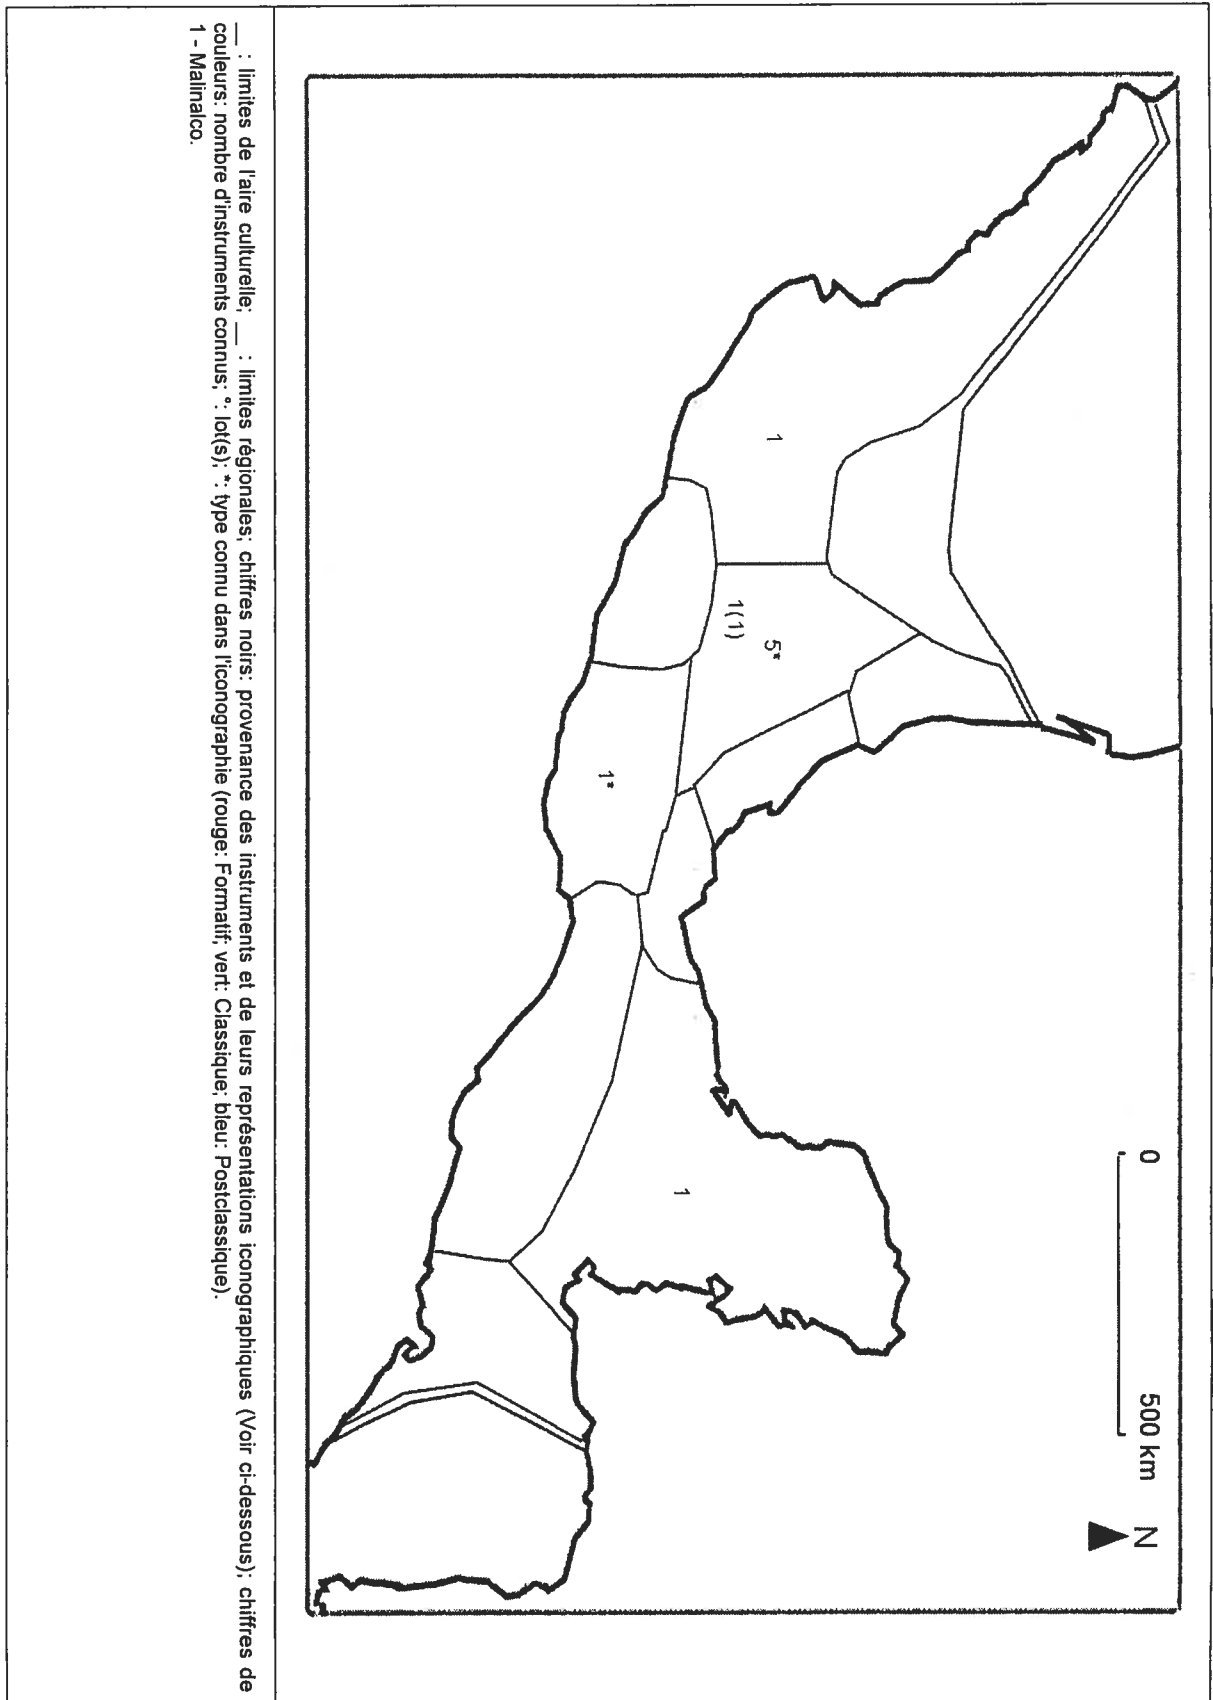 0 500 km
N
1
5*
1(1)
1*
1
__ : limites de l'aire culturelle; __ : limites régionales; chiffres noirs: provenance des instruments et de leurs représentations iconographiques (Voir ci-dessous); chiffres de
couleurs: nombre d'instruments connus; °: lot(s); *: type connu dans l'iconographie (rouge: Formatif; vert: Classique; bleu: Postclassique).
1 - Malinalco.